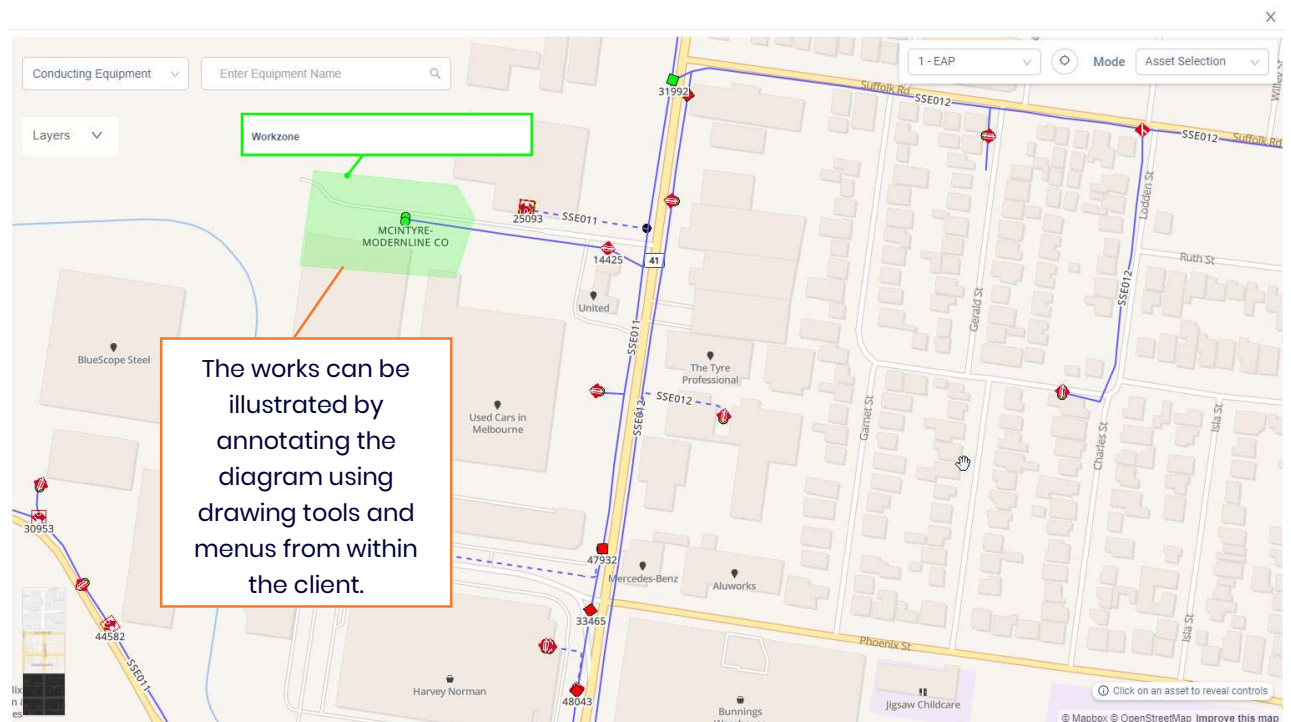 X
Conducting Equipment
Enter Equipment Name
1 - EAP
Mode
Asset Selection
Layers
Workzone
31992
Suffolk Rd
SSE012
SSE012
Suffolk Rd
Lodden St
25093
SSE011
MCINTYRE-
MODERNLINE CO
14425
41
Ruth St
SSE012
United
Gerald St
SSE011
BlueScope Steel
The works can be
illustrated by
annotating the
diagram using
drawing tools and
menus from within
the client.
The Tyre
Professional
SSE012
SSE012
Used Cars in
Melbourne
Garnet St
Isla St
Charles St
30953
47932
Mercedes-Benz
Aluworks
33465
44582
SSE011
Phoenix St
Isla St
Harvey Norman
48043
Jigsaw Childcare
Bunnings
Click on an asset to reveal controls
© Mapbox © OpenStreetMap Improve this map